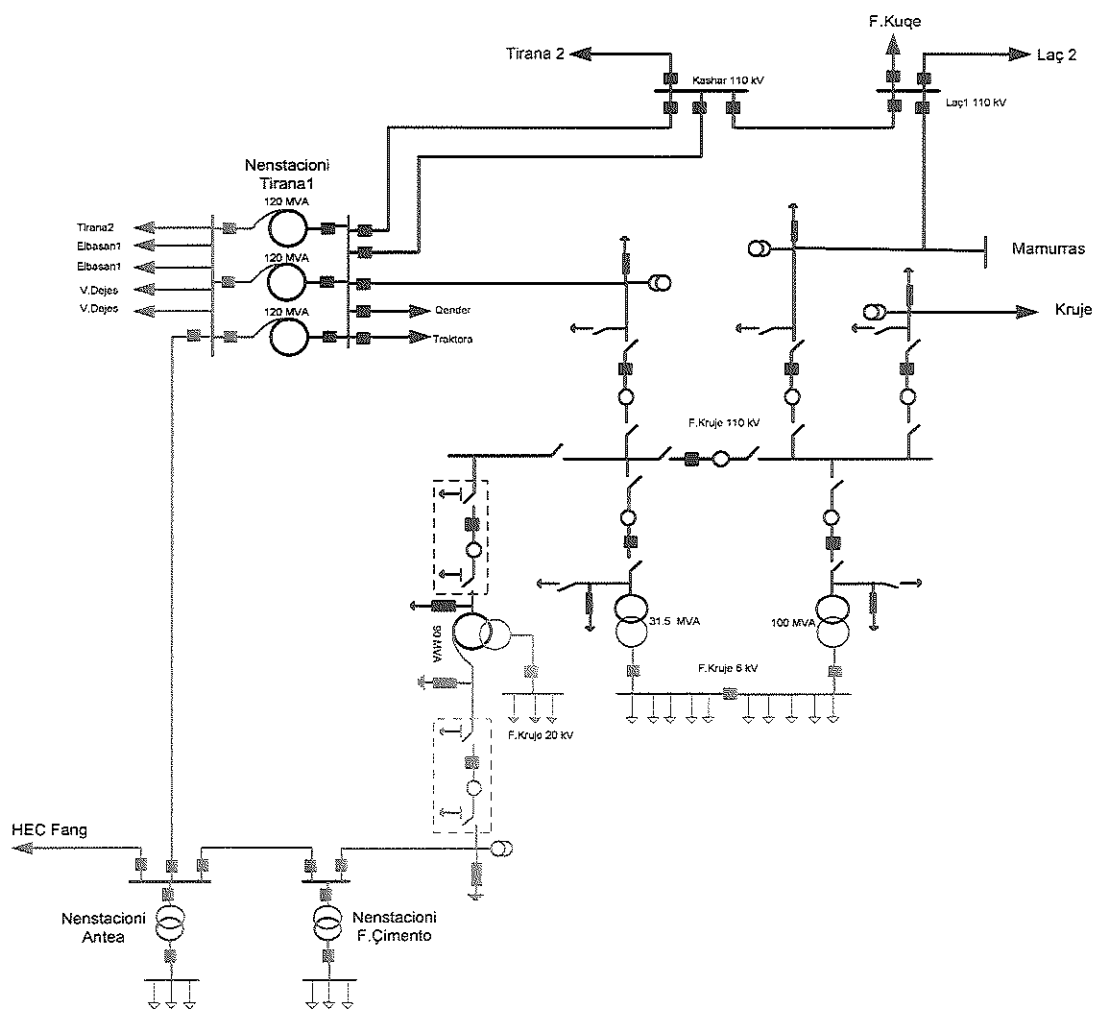 F.Kuqe
Tirana 2
Laç 2
Kashar 110 kV
Laç1 110 kV
Nenstacioni
Tirana1
120 MVA
Tirana2
Elbasan1
Mamurras
120 MVA
Elbasan1
V.Dejes
V.Dejes
Qender
Kruje
120 MVA
Traktora
F.Kruje 110 kV
90 MVA
31.5 MVA
100 MVA
F.Kruje 6 kV
F.Kruje 20 kV
HEC Fang
Nenstacioni
Antea
Nenstacioni
F.Çimento